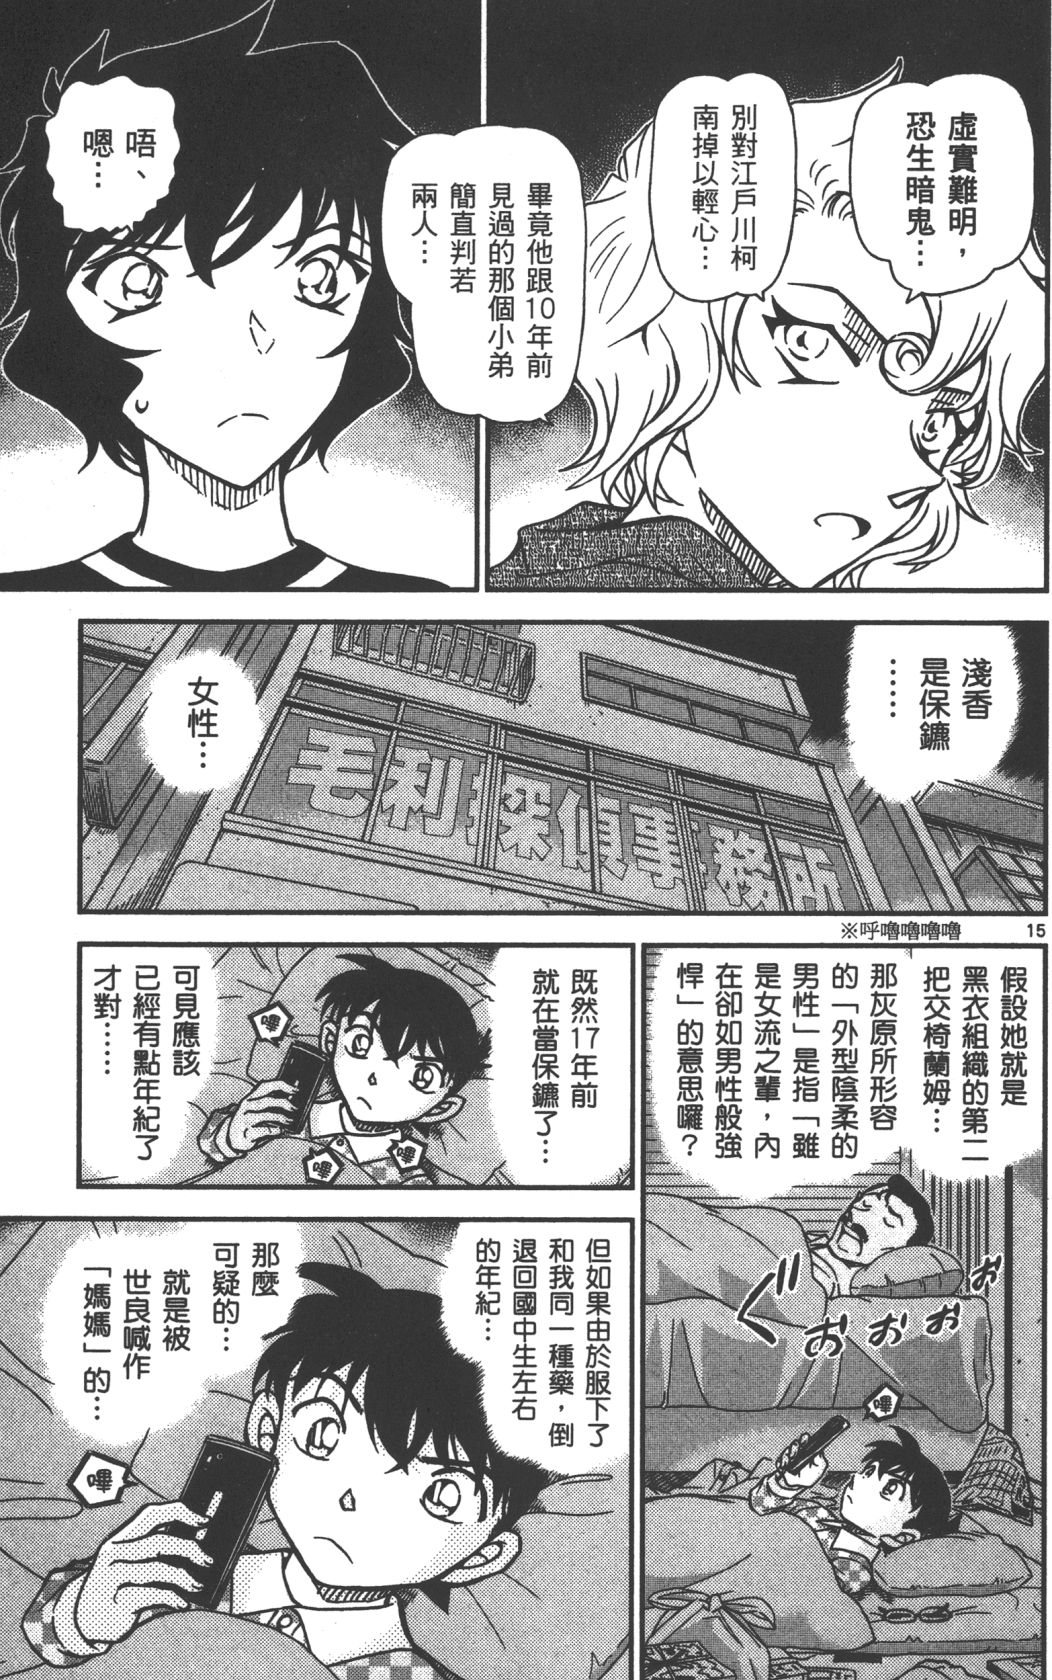 虛實難明，
恐生暗鬼…
別對江戶川柯
南掉以輕心…
畢竟他跟10年前
見過的那個小弟
簡直判若
兩人…
唔、
嗯…
淺香
是保鑣
……
女性…
毛利探偵事務所
15
※呼嚕嚕嚕嚕
假設她就是
黑衣組織的第二
把交椅蘭姆…
那灰原所形容
的「外型陰柔的
男性」是指「雖
是女流之輩，內
在卻如男性般強
悍」的意思囉？
ぐおおお
嗶
既然17年前
就在當保鑣了…
可見應該
已經有點年紀了
才對……
嗶
嗶
嗶
但如果由於服下了
和我同一種藥，倒
退回國中生左右
的年紀…
那麼
可疑的…
就是被
世良喊作
「媽媽」的…
嗶